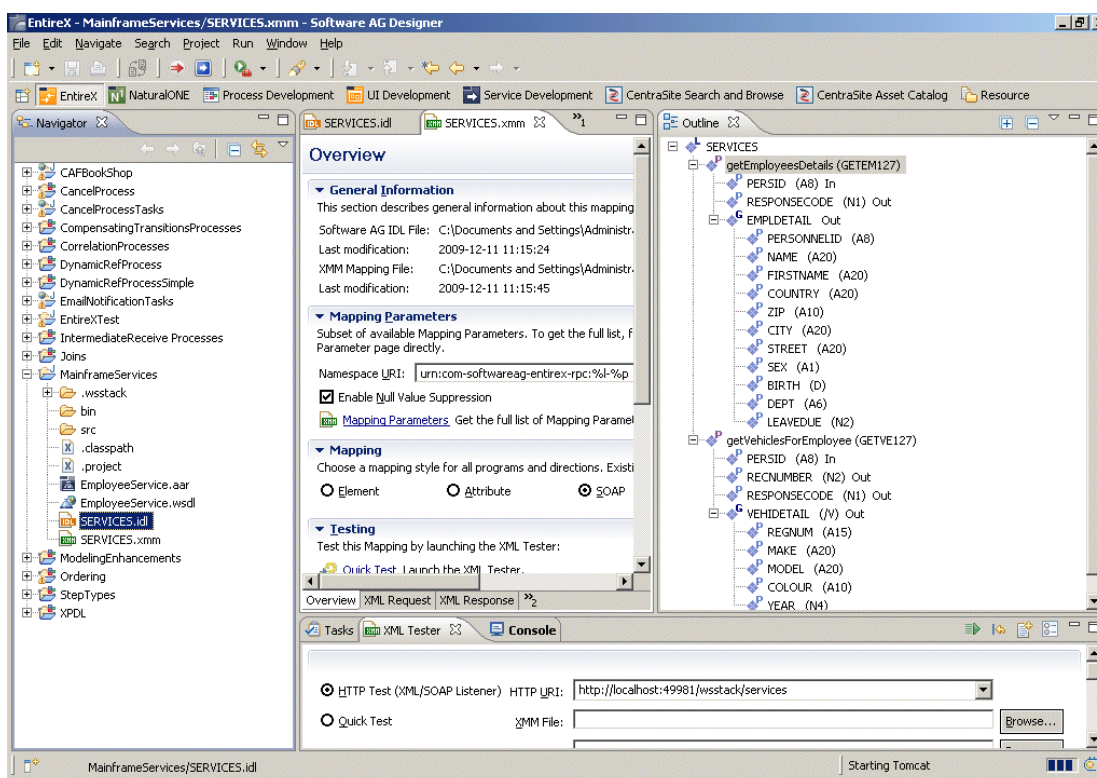 EntireX - MainframeServices/SERVICES.xmm - Software AG Designer
File Edit Navigate Search Project Run Window Help
EntireX NaturalONE Process Development UI Development Service Development CentraSite Search and Browse CentraSite Asset Catalog Resource
Navigator
CAFBookShop
CancelProcess
CancelProcessTasks
CompensatingTransitionsProcesses
CorrelationProcesses
DynamicRefProcess
DynamicRefProcessSimple
EmailNotificationTasks
EntireXTest
IntermediateReceive Processes
Joins
MainframeServices
.wsstack
bin
src
.classpath
.project
EmployeeService.aar
EmployeeService.wsdl
SERVICES.idl
SERVICES.xmm
ModelingEnhancements
Ordering
StepTypes
XPDL
SERVICES.idl SERVICES.xmm »1
Overview
General Information
This section describes general information about this mapping
Software AG IDL File: C:\Documents and Settings\Administr
Last modification: 2009-12-11 11:15:24
XMM Mapping File: C:\Documents and Settings\Administr
Last modification: 2009-12-11 11:15:45
Mapping Parameters
Subset of available Mapping Parameters. To get the full list, f
Parameter page directly.
Namespace URI: urn:com-softwareag-entirex-rpc:%l-%p
Enable Null Value Suppression
Mapping Parameters Get the full list of Mapping Parame
Mapping
Choose a mapping style for all programs and directions. Existi
Element Attribute SOAP
Testing
Test this Mapping by launching the XML Tester:
Quick Test Launch the XML Tester.
Overview XML Request XML Response »2
Outline
SERVICES
getEmployeesDetails (GETEM127)
PERSID (A8) In
RESPONSECODE (N1) Out
EMPLDETAIL Out
PERSONNELID (A8)
NAME (A20)
FIRSTNAME (A20)
COUNTRY (A20)
ZIP (A10)
CITY (A20)
STREET (A20)
SEX (A1)
BIRTH (D)
DEPT (A6)
LEAVEDUE (N2)
getVehiclesForEmployee (GETVE127)
PERSID (A8) In
RECNUMBER (N2) Out
RESPONSECODE (N1) Out
VEHIDETAIL (/V) Out
REGNUM (A15)
MAKE (A20)
MODEL (A20)
COLOUR (A10)
YEAR (N4)
Tasks XML Tester Console
HTTP Test (XML/SOAP Listener) HTTP URI: http://localhost:49981/wsstack/services
Quick Test XMM File: Browse...
MainframeServices/SERVICES.idl Starting Tomcat